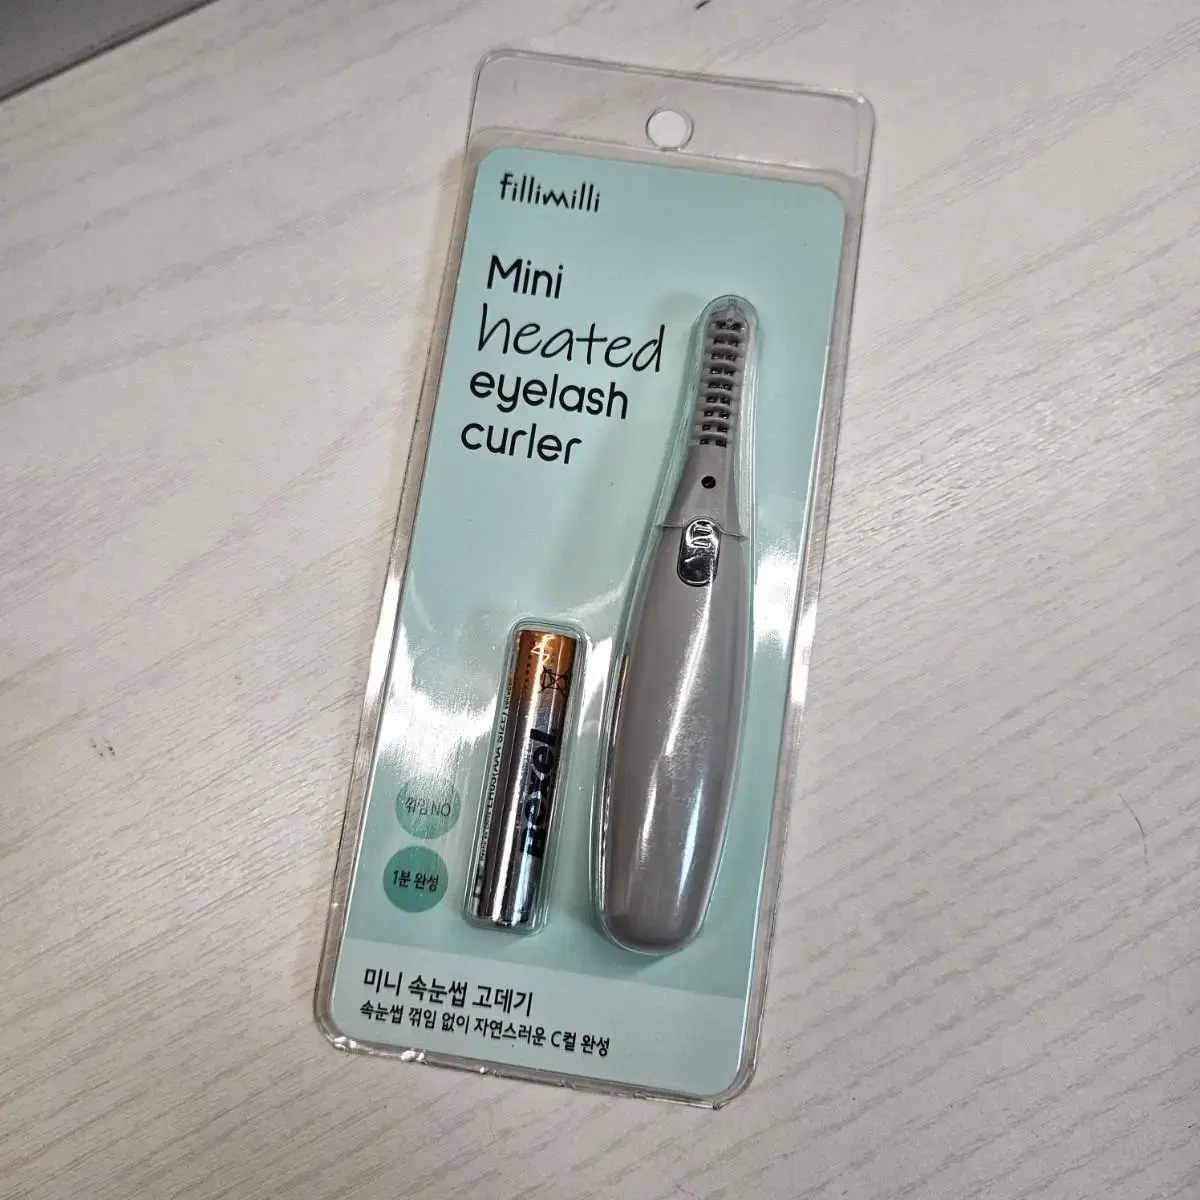 fillimilli
Mini
heated
eyelash
curler
Bexel
꺾임 NO
1분 완성
미니 속눈썹 고데기
속눈썹 꺾임 없이 자연스러운 C컬 완성